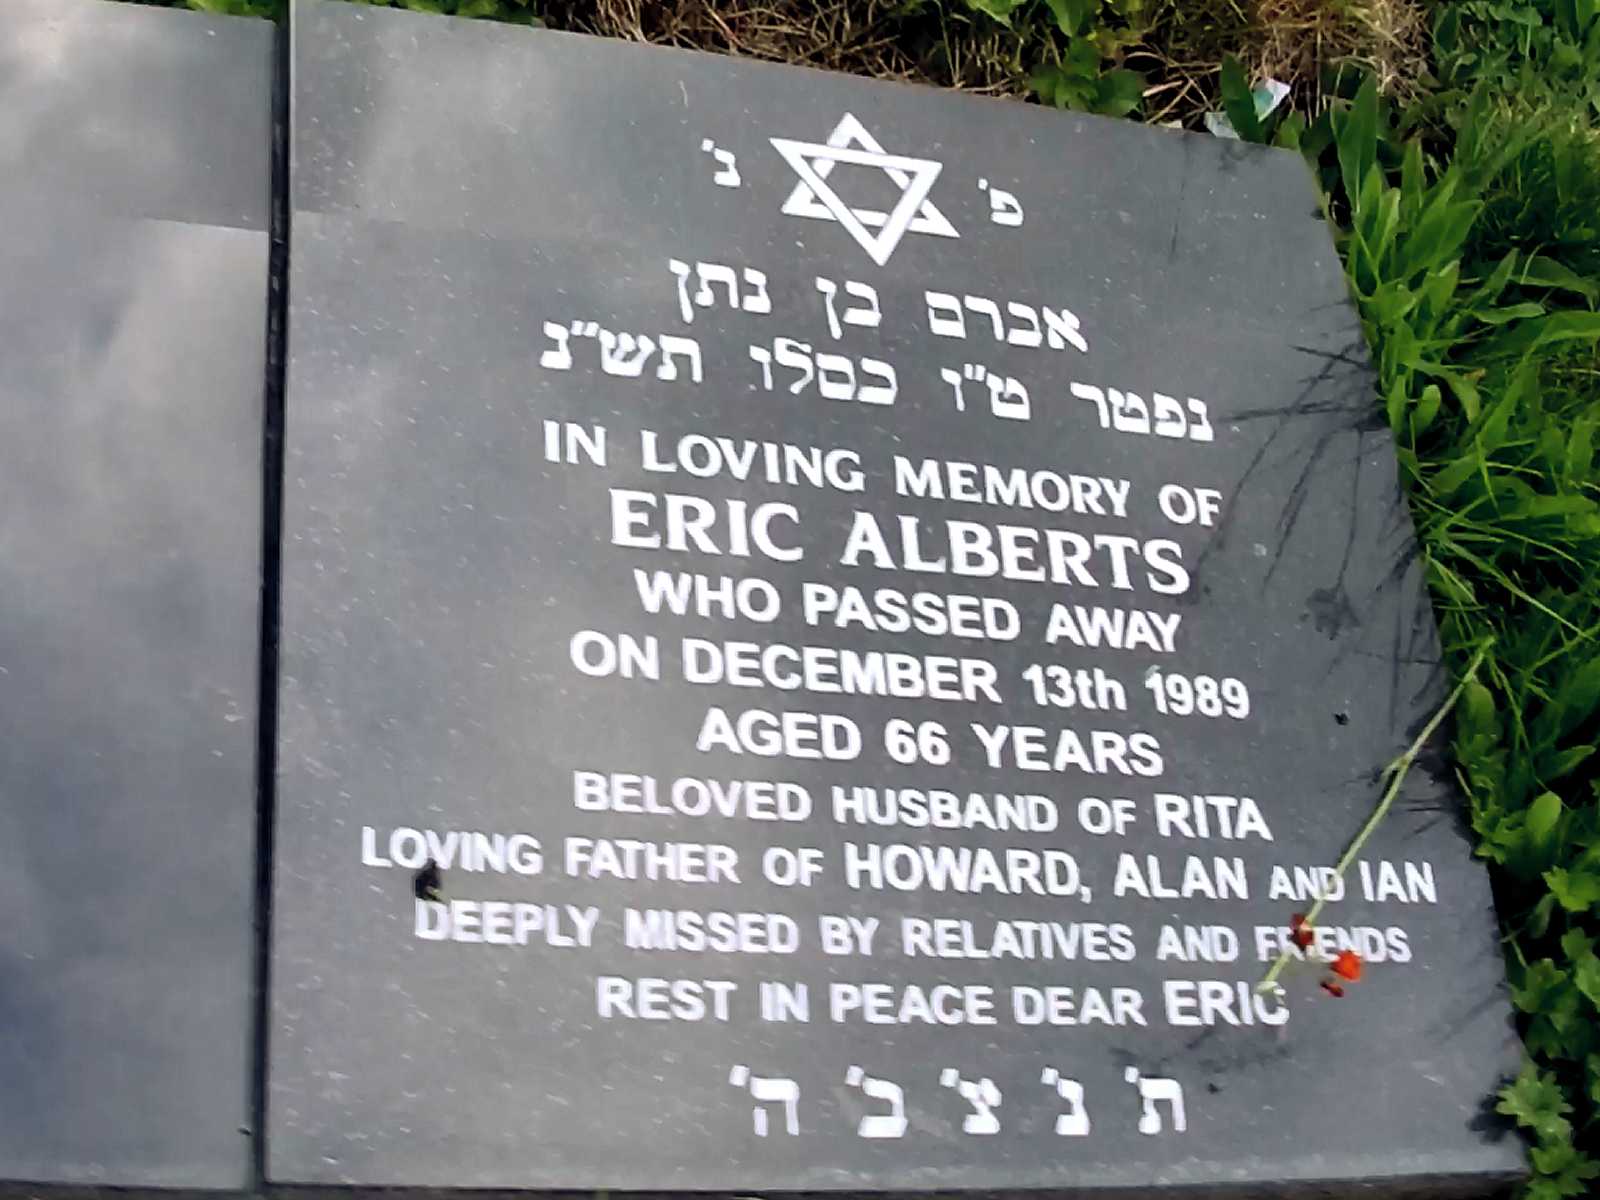 פ' נ'
אברם בן נתן
נפטר ט"ו כסלו תש"נ
IN LOVING MEMORY OF
ERIC ALBERTS
WHO PASSED AWAY
ON DECEMBER 13th 1989
AGED 66 YEARS
BELOVED HUSBAND OF RITA
LOVING FATHER OF HOWARD, ALAN AND IAN
DEEPLY MISSED BY RELATIVES AND FRIENDS
REST IN PEACE DEAR ERIC
ת' נ' צ' ב' ה'